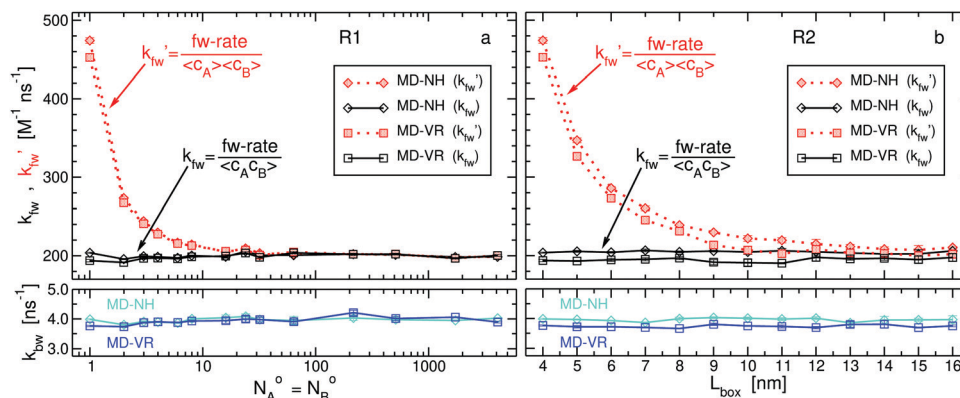 500
400
300
200
k_fw , k_fw' [M⁻¹ ns⁻¹]
R1 a
k_fw' = fw-rate / <c_A><c_B>
k_fw = fw-rate / <c_A c_B>
MD-NH (k_fw')
MD-NH (k_fw)
MD-VR (k_fw')
MD-VR (k_fw)
R2 b
k_fw' = fw-rate / <c_A><c_B>
k_fw = fw-rate / <c_A c_B>
MD-NH (k_fw')
MD-NH (k_fw)
MD-VR (k_fw')
MD-VR (k_fw)
k_bw [ns⁻¹]
5.0
4.0
3.0
MD-NH
MD-VR
MD-NH
MD-VR
1 10 100 1000
N_A° = N_B°
4 5 6 7 8 9 10 11 12 13 14 15 16
L_box [nm]